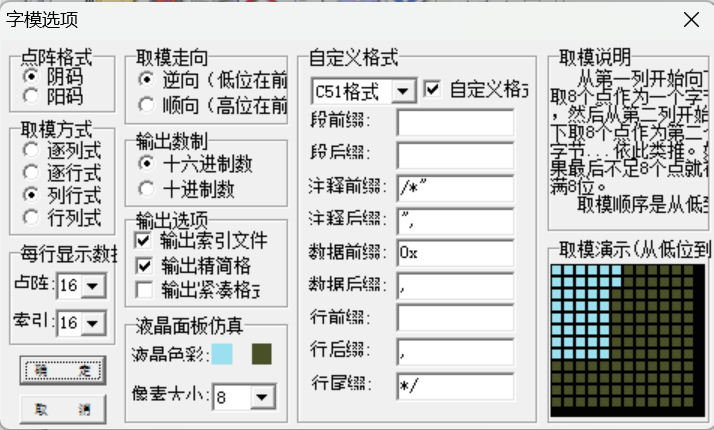 字模选项
点阵格式
阴码
阳码
取模方式
逐列式
逐行式
列行式
行列式
每行显示数据
点阵: 16
索引: 16
确 定
取 消
取模走向
逆向(低位在前
顺向(高位在前
输出数制
十六进制数
十进制数
输出选项
输出索引文件
输出精简格
输出紧凑格式
液晶面板仿真
液晶色彩:
像素大小: 8
自定义格式
C51格式 自定义格式
段前缀:
段后缀:
注释前缀: /*"
注释后缀: ",
数据前缀: 0x
数据后缀: ,
行前缀:
行后缀: ,
行尾缀: */
取模说明
从第一列开始向下
取8个点作为一个字节
,然后从第二列开始
下取8个点作为第二个
字节...依此类推。如
果最后不足8个点就补
满8位。
取模顺序是从低到
取模演示(从低位到